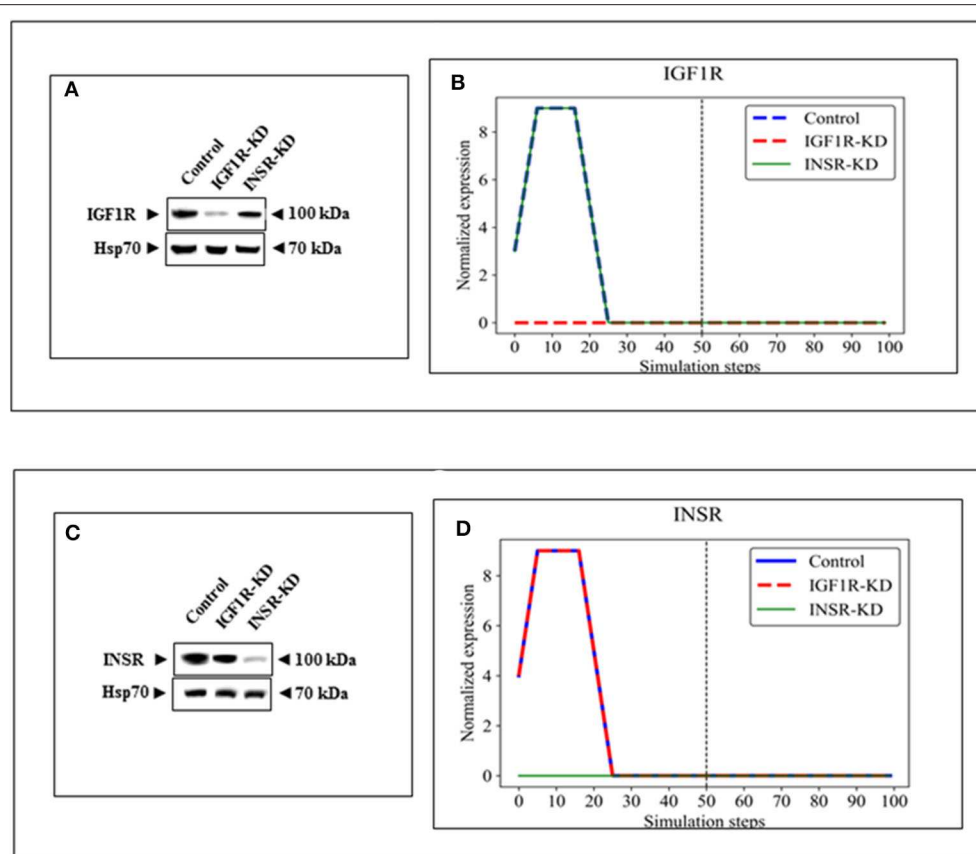 A
Control
IGF1R-KD
INSR-KD
IGF1R ► ◄ 100 kDa
Hsp70 ► ◄ 70 kDa
B
IGF1R
Normalized expression
8
6
4
2
0
0 10 20 30 40 50 60 70 80 90 100
Simulation steps
Control
IGF1R-KD
INSR-KD
C
Control
IGF1R-KD
INSR-KD
INSR ► ◄ 100 kDa
Hsp70 ► ◄ 70 kDa
D
INSR
Normalized expression
8
6
4
2
0
0 10 20 30 40 50 60 70 80 90 100
Simulation steps
Control
IGF1R-KD
INSR-KD